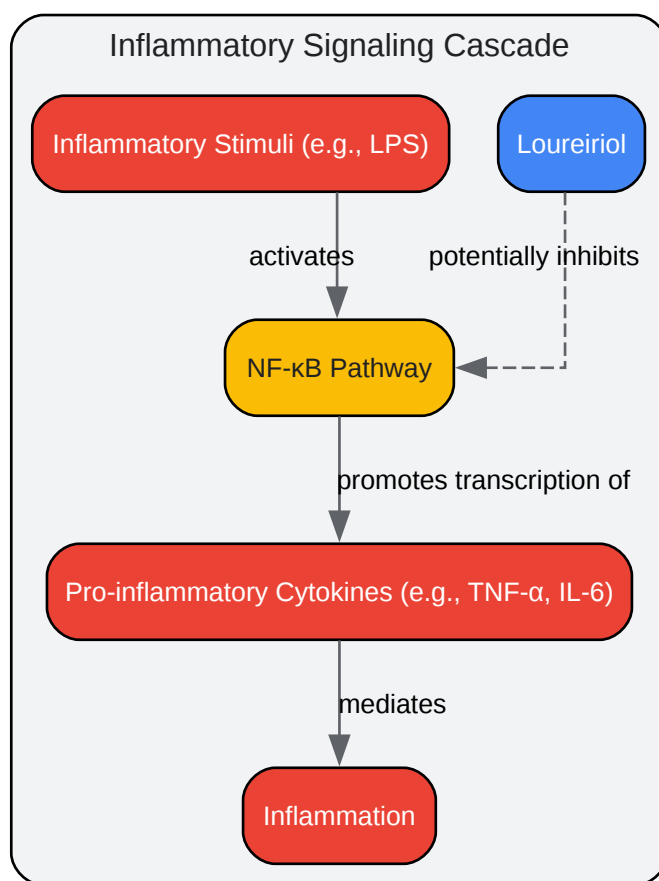 Inflammatory Signaling Cascade
Inflammatory Stimuli (e.g., LPS)
Loureiriol
activates
potentially inhibits
NF-κB Pathway
promotes transcription of
Pro-inflammatory Cytokines (e.g., TNF-α, IL-6)
mediates
Inflammation